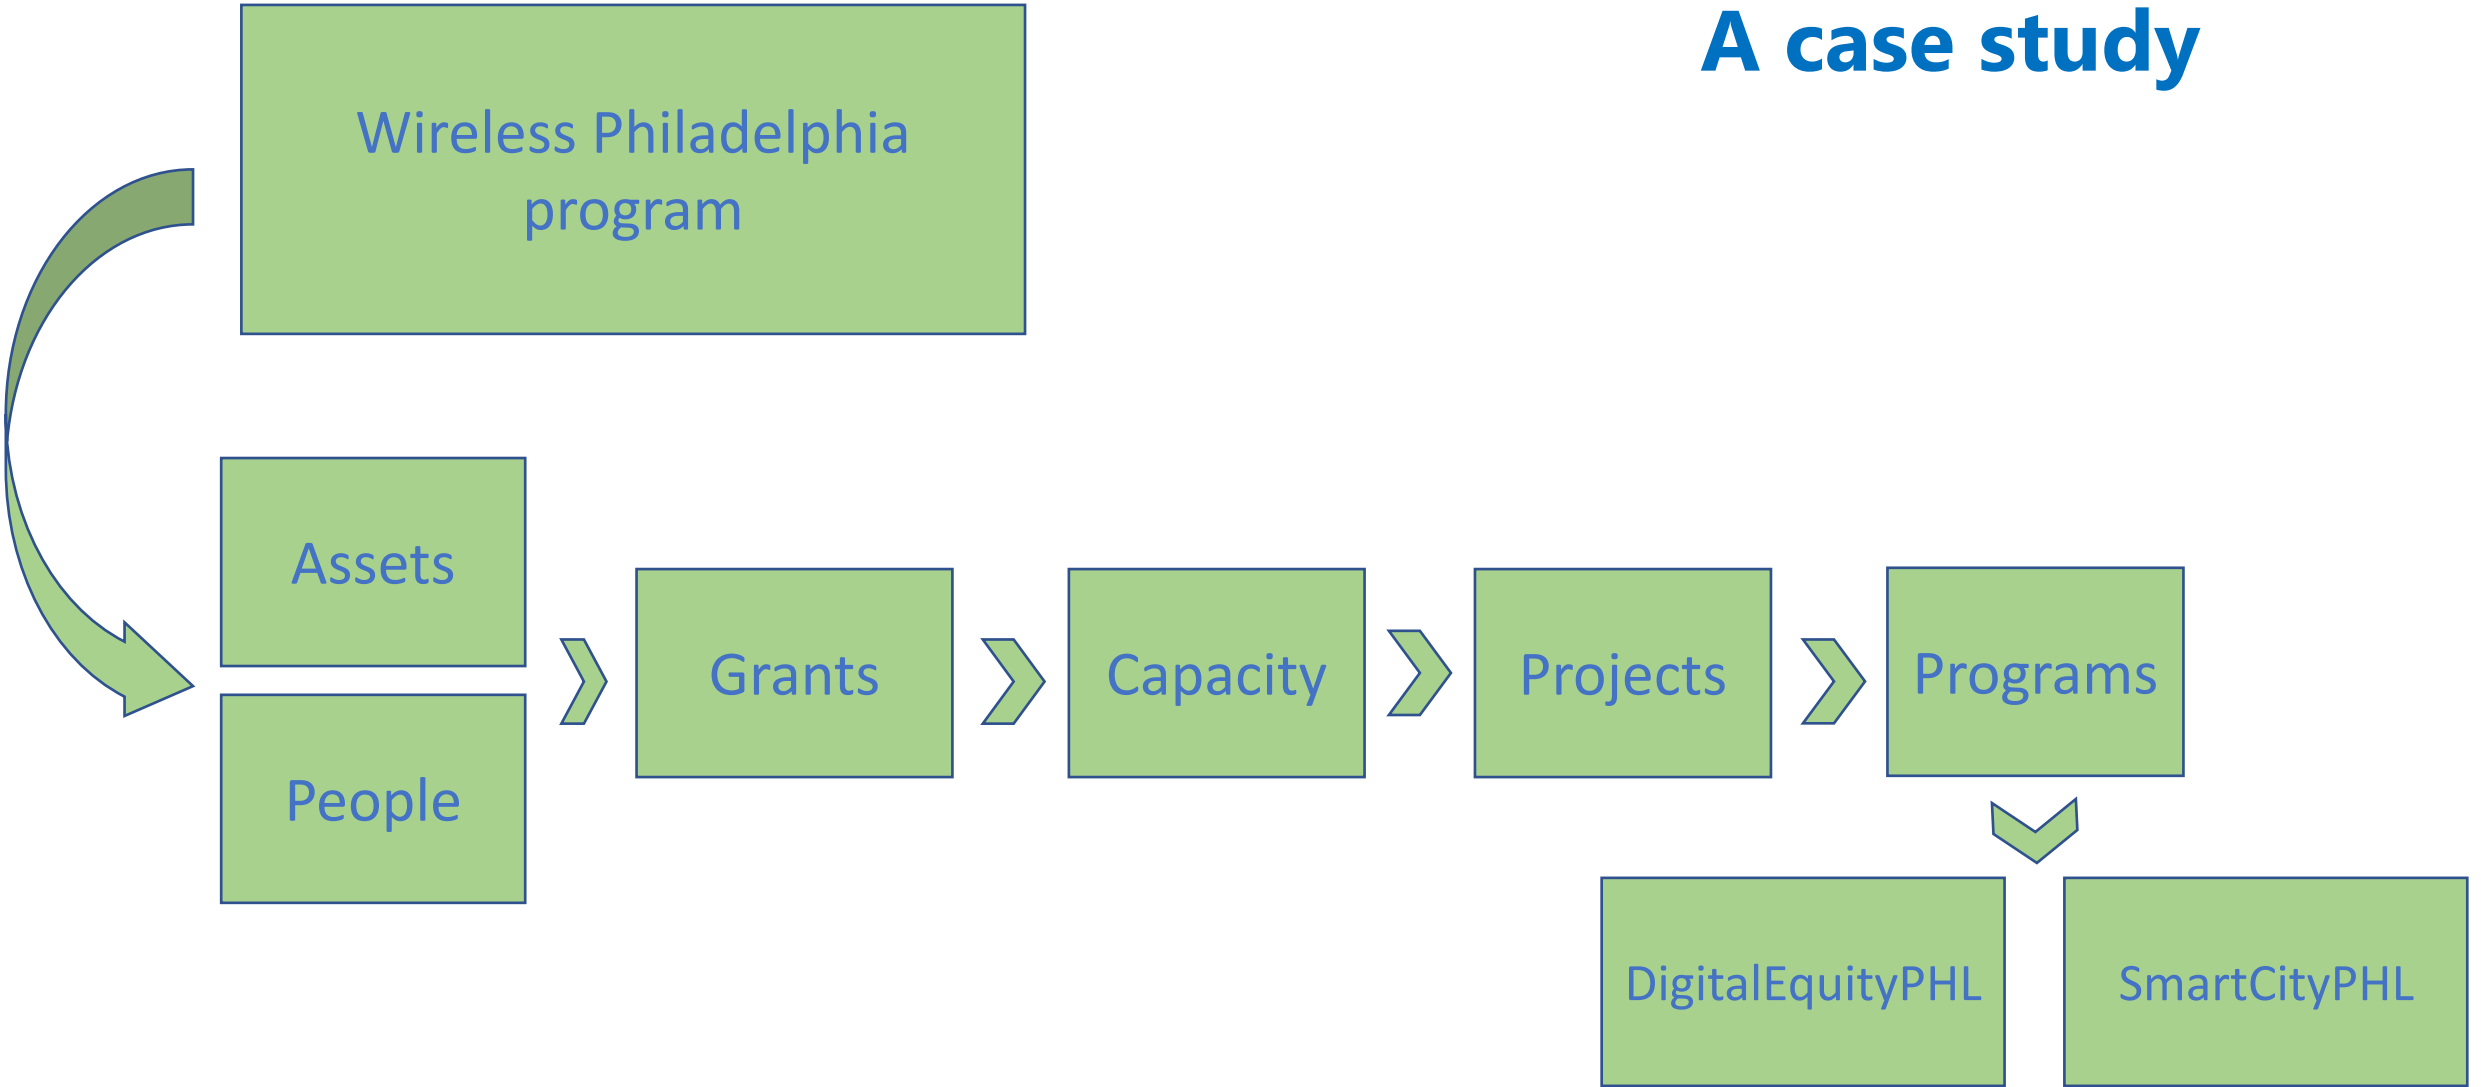 A case study
Wireless Philadelphia
program
Assets
People
Grants
Capacity
Projects
Programs
DigitalEquityPHL
SmartCityPHL